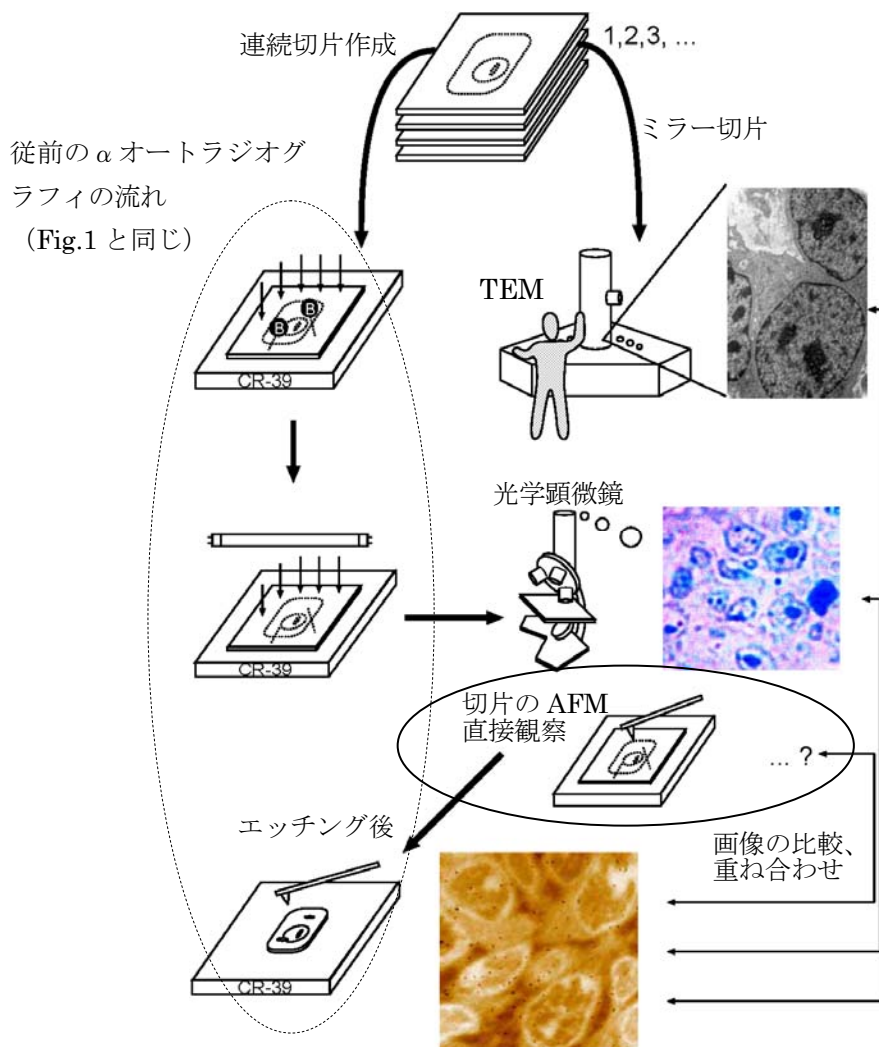 連続切片作成
1,2,3, ...
ミラー切片
従前の α オートラジオグ
ラフィの流れ
（Fig.1 と同じ）
TEM
B
B
CR-39
光学顕微鏡
CR-39
切片の AFM
直接観察
... ?
エッチング後
画像の比較、
重ね合わせ
CR-39